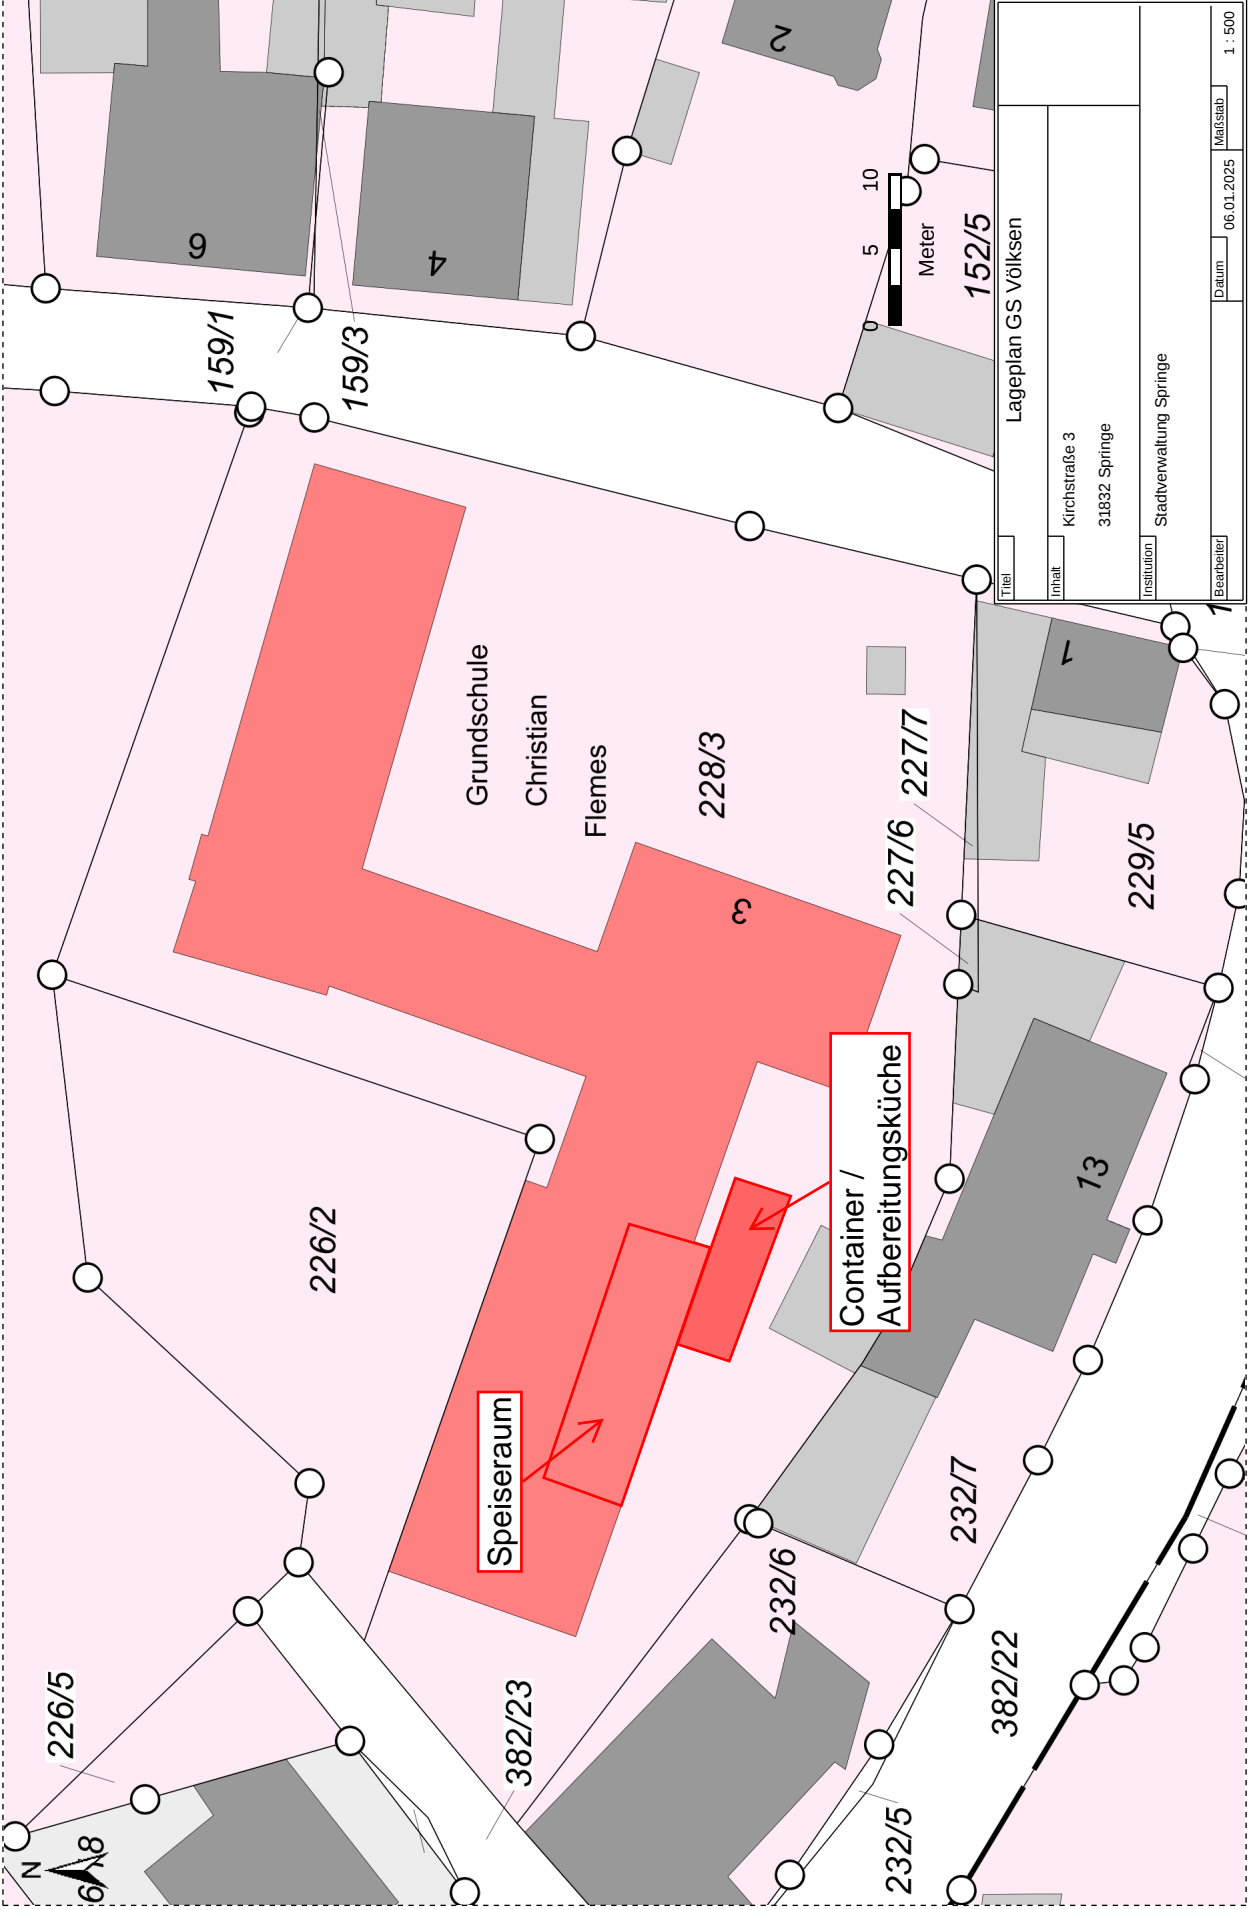 Lageplan GS Völksen
Titel
Inhalt
Kirchstraße 3
31832 Springe
Institution
Stadtverwaltung Springe
Bearbeiter
Datum
06.01.2025
Maßstab
1 : 500
0
5
10
Meter
N
6
4
2
159/1
159/3
152/5
Grundschule
Christian
Flemes
228/3
3
227/7
227/6
229/5
1
226/2
Speiseraum
Container /
Aufbereitungsküche
13
232/7
232/6
382/22
382/23
232/5
226/5